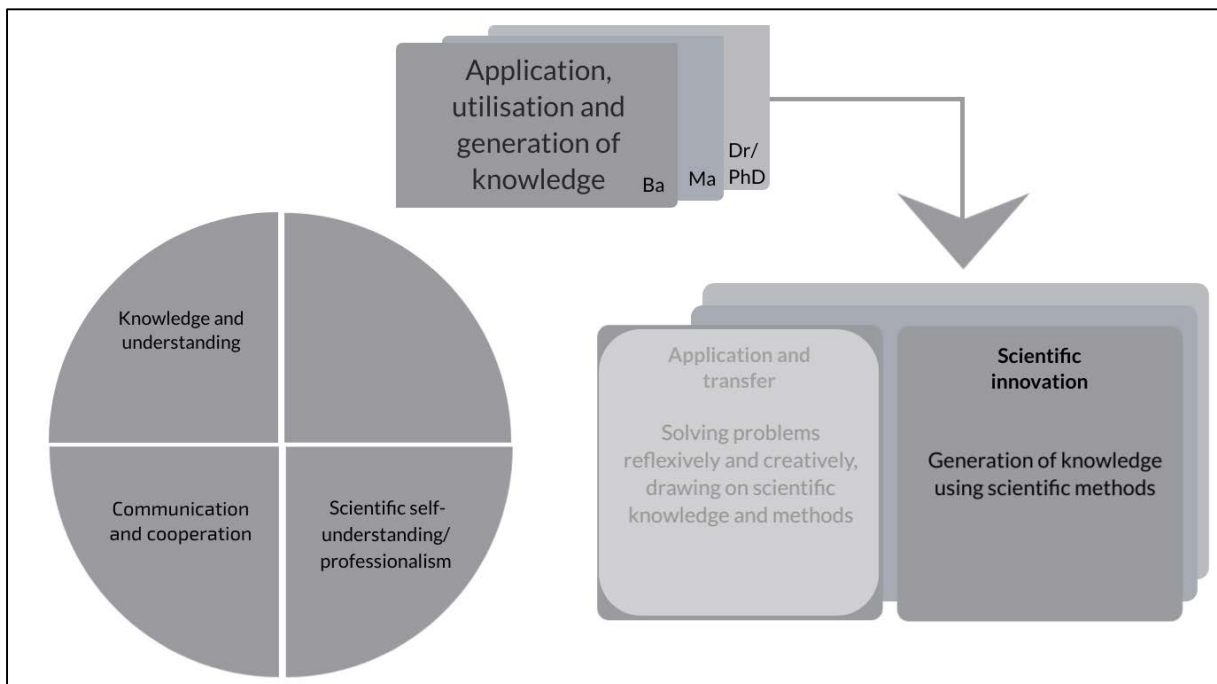 Application,
utilisation and
generation of
knowledge
Ba
Ma
Dr/
PhD
Knowledge and
understanding
Communication
and cooperation
Scientific self-
understanding/
professionalism
Application and
transfer
Solving problems
reflexively and creatively,
drawing on scientific
knowledge and methods
Scientific
innovation
Generation of knowledge
using scientific methods